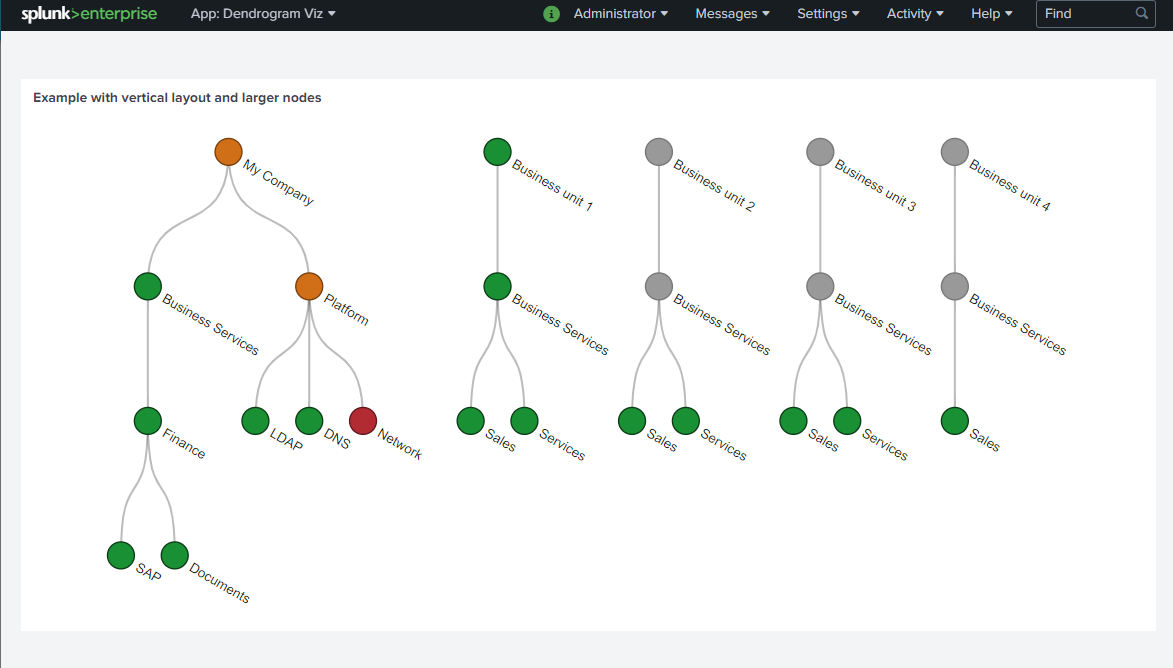 splunk>enterprise App: Dendrogram Viz Administrator Messages Settings Activity Help Find
Example with vertical layout and larger nodes
My Company
Business unit 1
Business unit 2
Business unit 3
Business unit 4
Business Services
Platform
Business Services
Business Services
Business Services
Business Services
Finance
LDAP
DNS
Network
Sales
Services
Sales
Services
Sales
Services
Sales
SAP
Documents